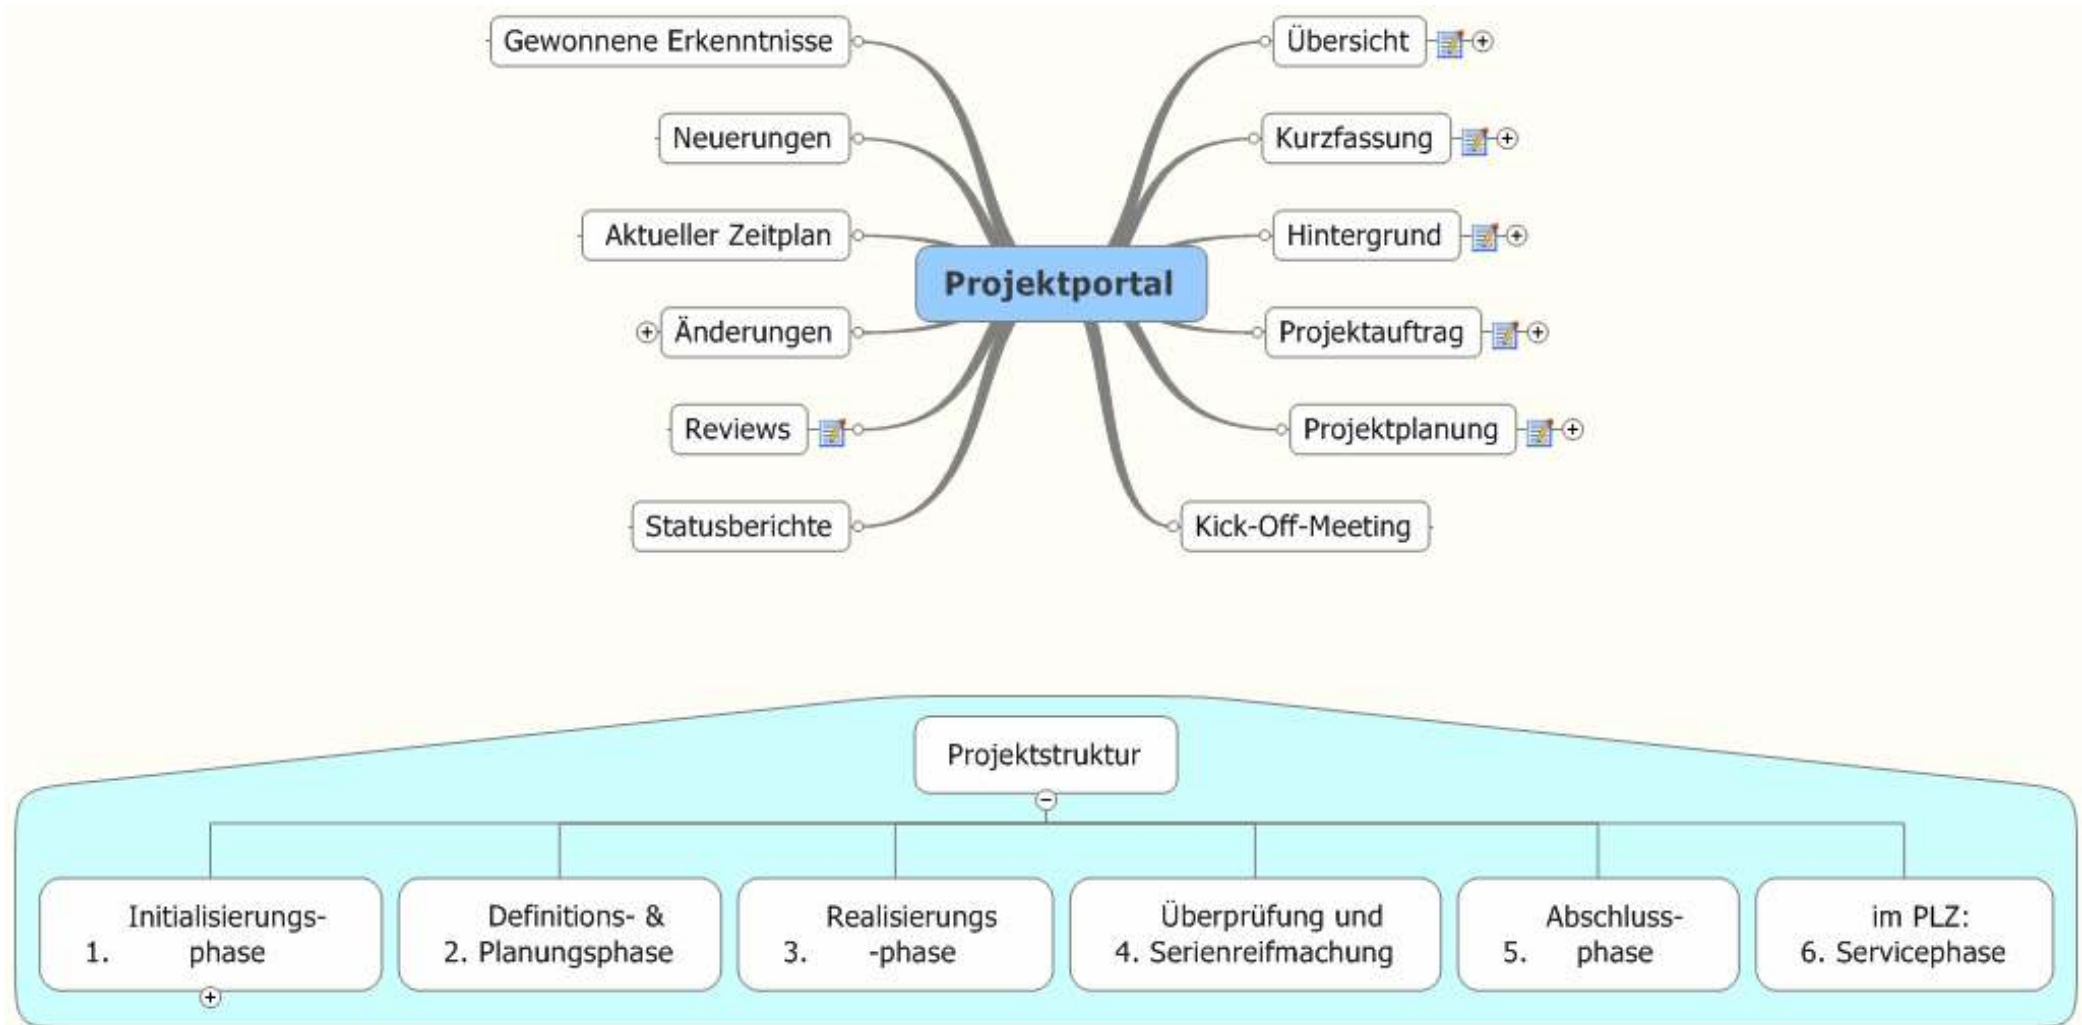 Gewonnene Erkenntnisse
Neuerungen
Aktueller Zeitplan
Änderungen
Reviews
Statusberichte
Projektportal
Übersicht
Kurzfassung
Hintergrund
Projektauftrag
Projektplanung
Kick-Off-Meeting
Projektstruktur
Initialisierungs-
1. phase
Definitions- &
2. Planungsphase
Realisierungs
3. -phase
Überprüfung und
4. Serienreifmachung
Abschluss-
5. phase
im PLZ:
6. Servicephase